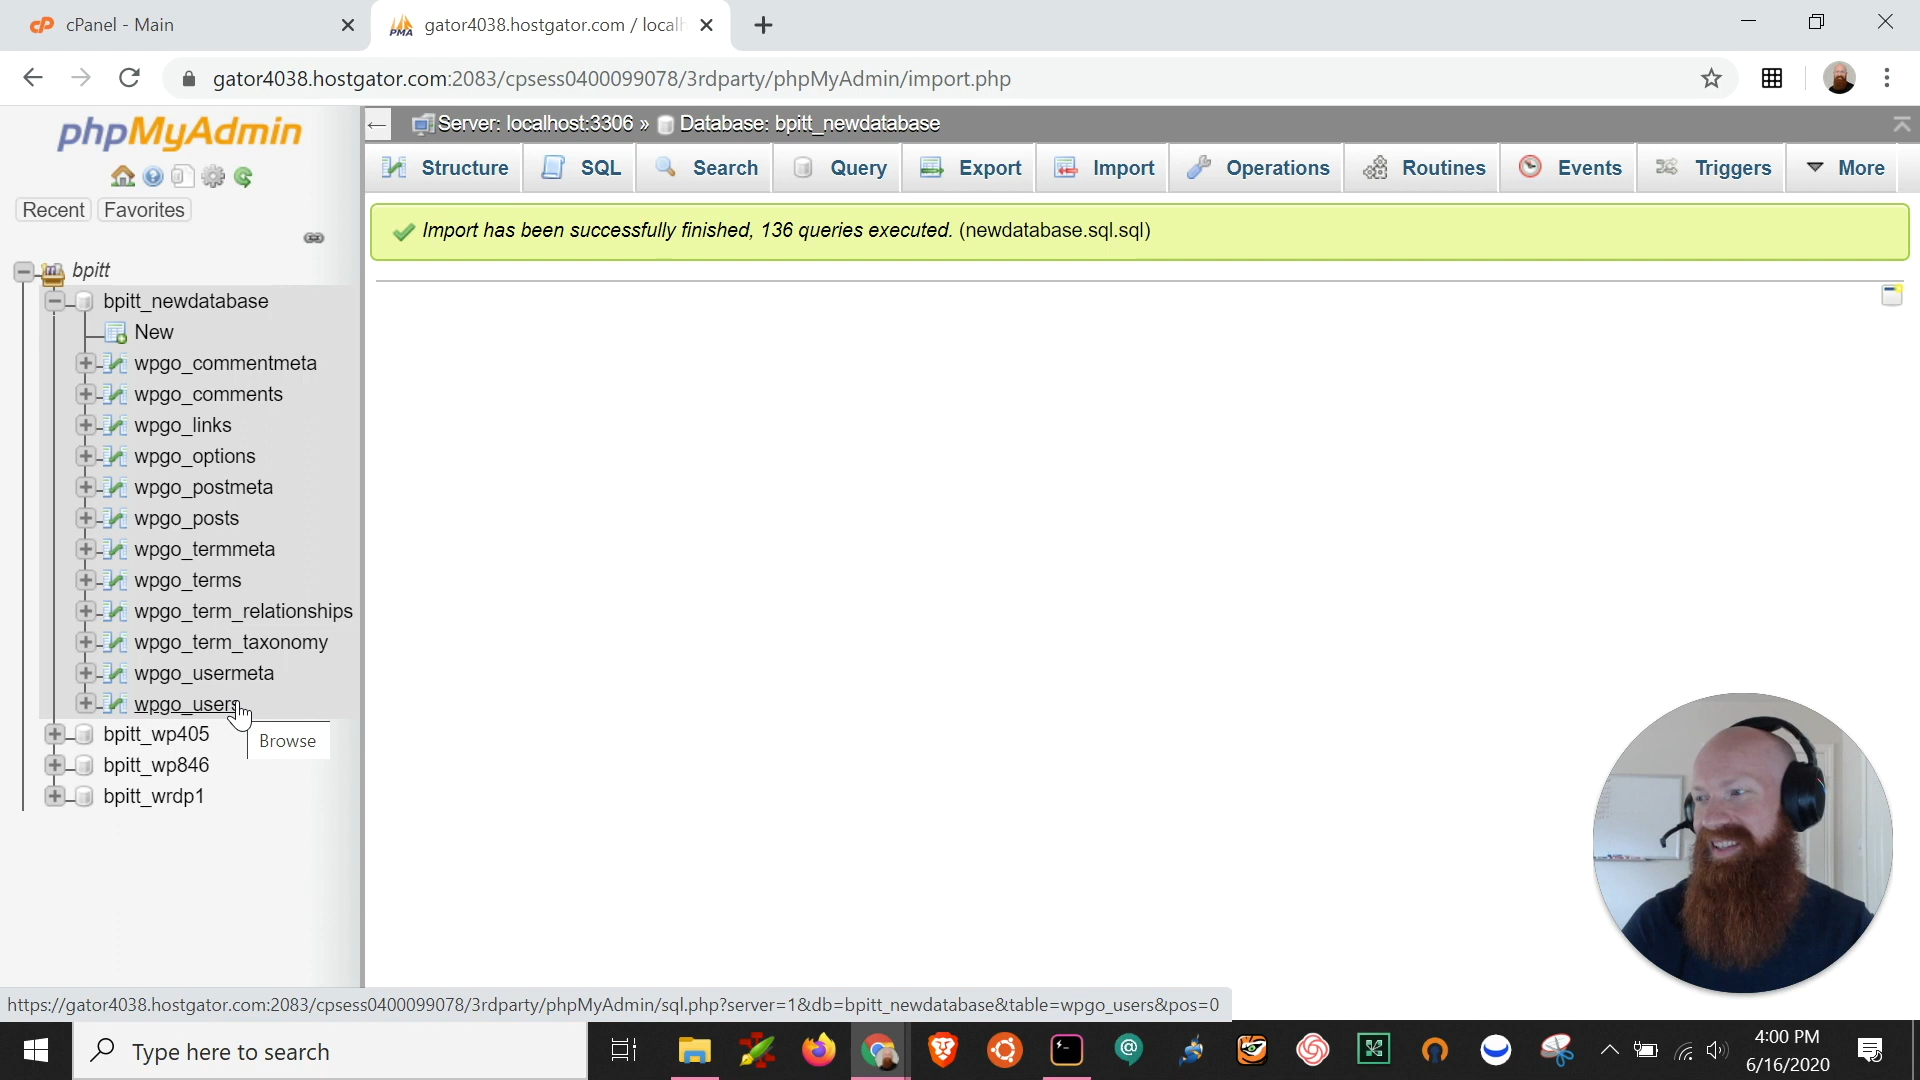 cPanel - Main
gator4038.hostgator.com / local
gator4038.hostgator.com:2083/cpsess0400099078/3rdparty/phpMyAdmin/import.php
phpMyAdmin
Server: localhost:3306 » Database: bpitt_newdatabase
Structure SQL Search Query Export Import Operations Routines Events Triggers More
Recent Favorites
Import has been successfully finished, 136 queries executed. (newdatabase.sql.sql)
bpitt
bpitt_newdatabase
New
wpgo_commentmeta
wpgo_comments
wpgo_links
wpgo_options
wpgo_postmeta
wpgo_posts
wpgo_termmeta
wpgo_terms
wpgo_term_relationships
wpgo_term_taxonomy
wpgo_usermeta
wpgo_users
bpitt_wp405
Browse
bpitt_wp846
bpitt_wrdp1
https://gator4038.hostgator.com:2083/cpsess0400099078/3rdparty/phpMyAdmin/sql.php?server=1&db=bpitt_newdatabase&table=wpgo_users&pos=0
Type here to search
4:00 PM
6/16/2020